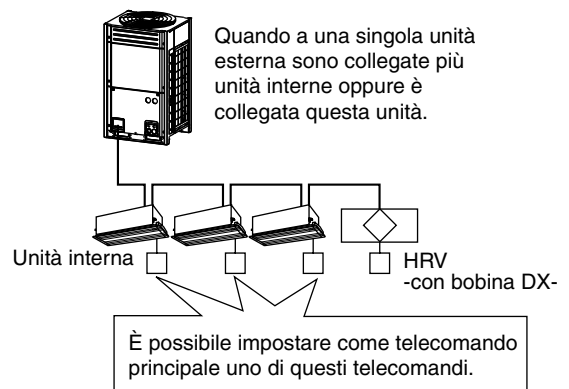 Quando a una singola unità
esterna sono collegate più
unità interne oppure è
collegata questa unità.
Unità interna
HRV
-con bobina DX-
È possibile impostare come telecomando
principale uno di questi telecomandi.